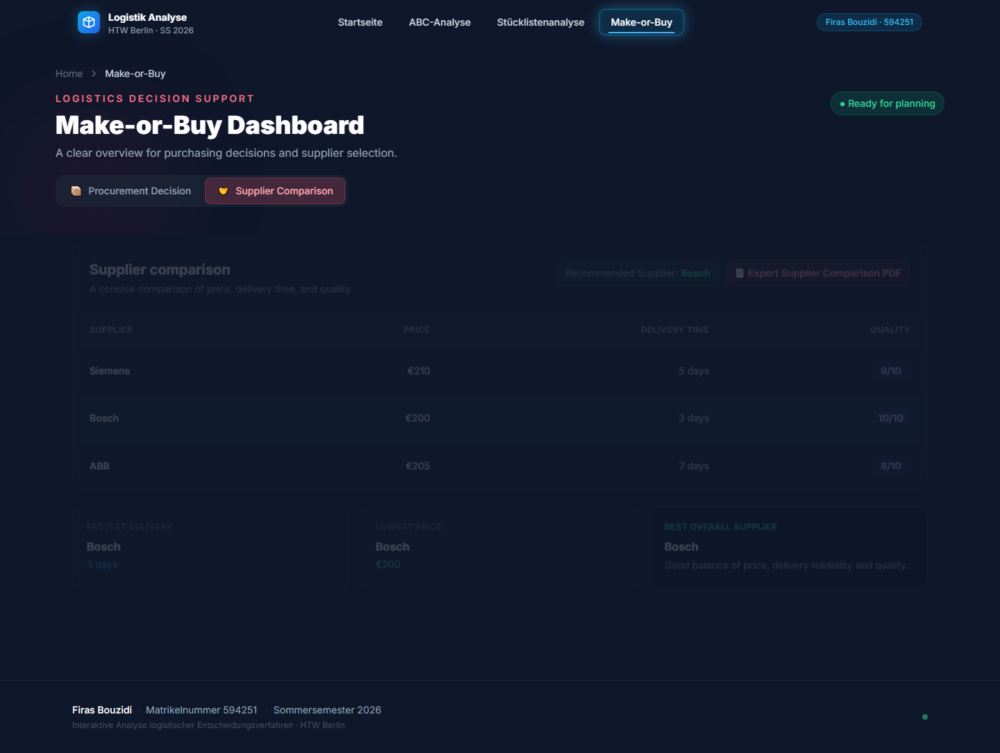 Logistik Analyse
HTW Berlin · SS 2026
Startseite
ABC-Analyse
Stücklistenanalyse
Make-or-Buy
Firas Bouzidi · 594251
Home
Make-or-Buy
LOGISTICS DECISION SUPPORT
● Ready for planning
Make-or-Buy Dashboard
A clear overview for purchasing decisions and supplier selection.
Procurement Decision
Supplier Comparison
Supplier comparison
A concise comparison of price, delivery time, and quality.
Recommended Supplier: Bosch
Export Supplier Comparison PDF
SUPPLIER PRICE DELIVERY TIME QUALITY
Siemens €210 5 days 9/10
Bosch €200 3 days 10/10
ABB €205 7 days 8/10
FASTEST DELIVERY
Bosch
3 days
LOWEST PRICE
Bosch
€200
BEST OVERALL SUPPLIER
Bosch
Good balance of price, delivery reliability and quality.
Firas Bouzidi · Matrikelnummer 594251 · Sommersemester 2026
Interaktive Analyse logistischer Entscheidungsverfahren · HTW Berlin